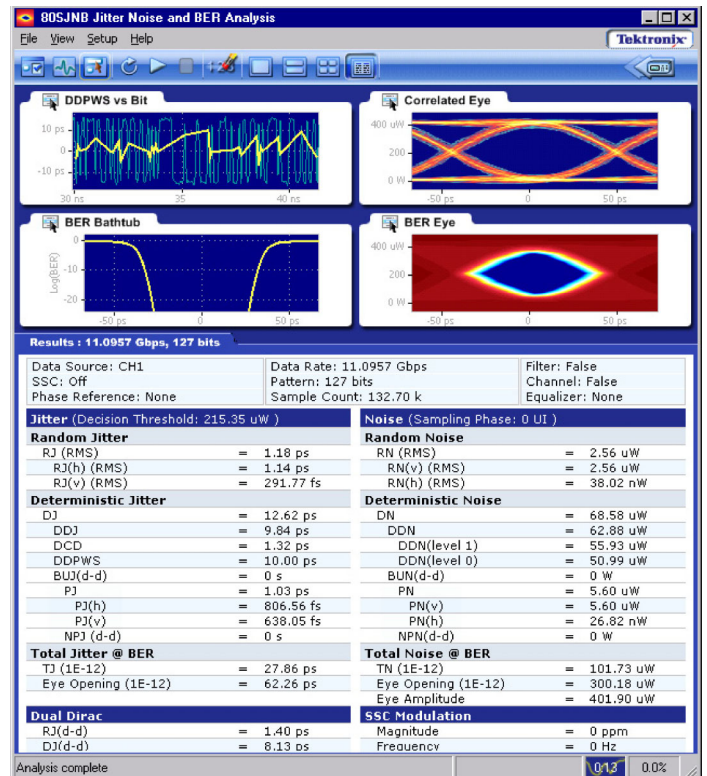 80SJNB Jitter Noise and BER Analysis
File View Setup Help
Tektronix
DDPWS vs Bit
10 ps
0
-10 ps
30 ns 35 40 ns
Correlated Eye
400 uW
200
0 W
-50 ps 0 50 ps
BER Bathtub
Log(BER)
0
-10
-20
-50 ps 0 50 ps
BER Eye
400 uW
200
0 W
-50 ps 0 50 ps
Results : 11.0957 Gbps, 127 bits
Data Source: CH1 Data Rate: 11.0957 Gbps Filter: False
SSC: Off Pattern: 127 bits Channel: False
Phase Reference: None Sample Count: 132.70 k Equalizer: None
Jitter (Decision Threshold: 215.35 uW )
Random Jitter
RJ (RMS) = 1.18 ps
RJ(h) (RMS) = 1.14 ps
RJ(v) (RMS) = 291.77 fs
Deterministic Jitter
DJ = 12.62 ps
DDJ = 9.84 ps
DCD = 1.32 ps
DDPWS = 10.00 ps
BUJ(d-d) = 0 s
PJ = 1.03 ps
PJ(h) = 806.56 fs
PJ(v) = 638.05 fs
NPJ (d-d) = 0 s
Total Jitter @ BER
TJ (1E-12) = 27.86 ps
Eye Opening (1E-12) = 62.26 ps
Dual Dirac
RJ(d-d) = 1.40 ps
DJ(d-d) = 8.13 ps
Noise (Sampling Phase: 0 UI )
Random Noise
RN (RMS) = 2.56 uW
RN(v) (RMS) = 2.56 uW
RN(h) (RMS) = 38.02 nW
Deterministic Noise
DN = 68.58 uW
DDN = 62.88 uW
DDN(level 1) = 55.93 uW
DDN(level 0) = 50.99 uW
BUN(d-d) = 0 W
PN = 5.60 uW
PN(v) = 5.60 uW
PN(h) = 26.82 nW
NPN(d-d) = 0 W
Total Noise @ BER
TN (1E-12) = 101.73 uW
Eye Opening (1E-12) = 300.18 uW
Eye Amplitude = 401.90 uW
SSC Modulation
Magnitude = 0 ppm
Frequency = 0 Hz
Analysis complete 0:13 0.0%